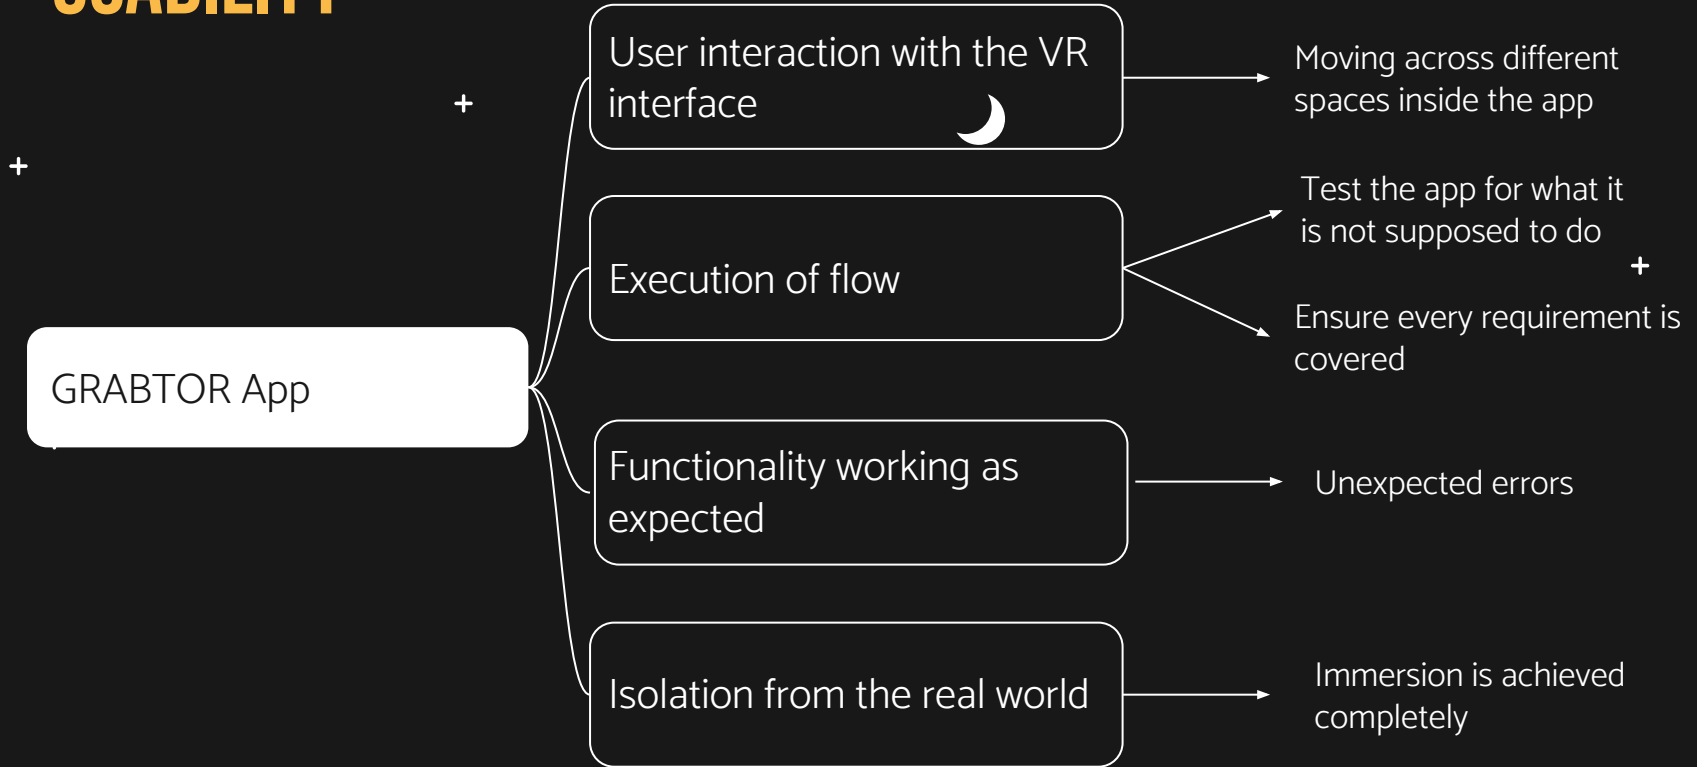 USABILITY
User interaction with the VR
interface
Moving across different
spaces inside the app
Execution of flow
Test the app for what it
is not supposed to do
Ensure every requirement is
covered
GRABTOR App
Functionality working as
expected
Unexpected errors
Isolation from the real world
Immersion is achieved
completely